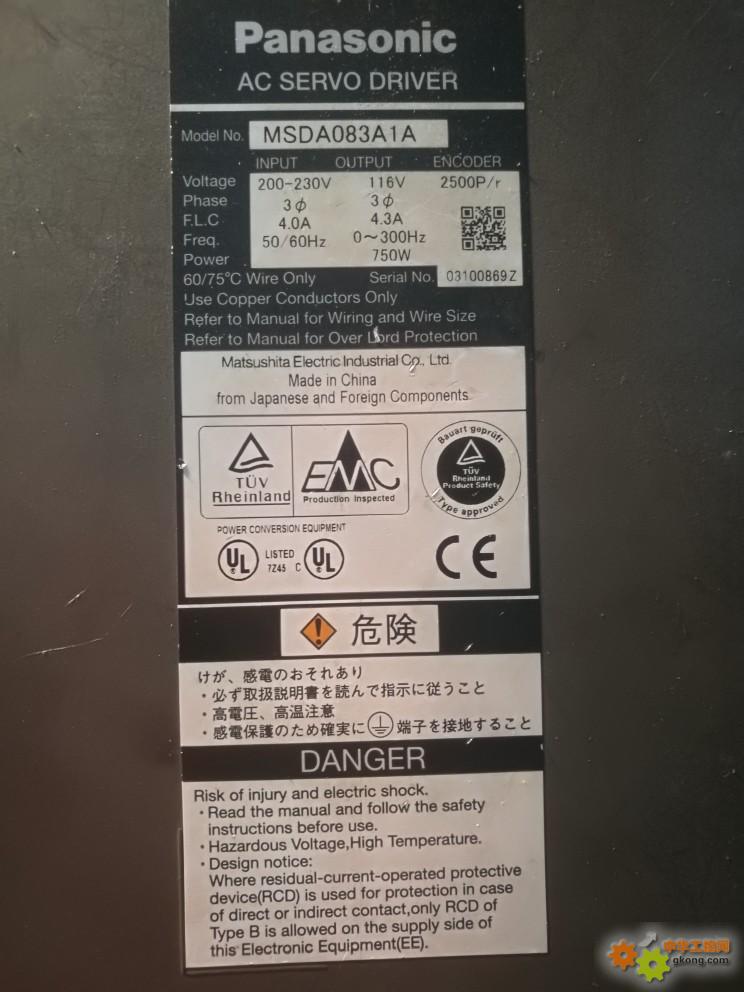 Panasonic
AC SERVO DRIVER
Model No. MSDA083A1A
INPUT OUTPUT ENCODER
Voltage 200-230V 116V 2500P/r
Phase 3ϕ 3ϕ
F.L.C 4.0A 4.3A
Freq. 50/60Hz 0~300Hz
Power 750W
60/75°C Wire Only Serial No. 03100869Z
Use Copper Conductors Only
Refer to Manual for Wiring and Wire Size
Refer to Manual for Over Lord Protection
Matsushita Electric Industrial Co., Ltd.
Made in China
from Japanese and Foreign Components
TÜV
Rheinland
EMC
Production Inspected
Bauart geprüft
TÜV
Rheinland
Product Safety
Type approved
POWER CONVERSION EQUIPMENT
UL LISTED 7Z45 C UL
CE
危険
けが、感電のおそれあり
・必ず取扱説明書を読んで指示に従うこと
・高電圧、高温注意
・感電保護のため確実に端子を接地すること
DANGER
Risk of injury and electric shock.
・Read the manual and follow the safety
instructions before use.
・Hazardous Voltage,High Temperature.
・Design notice:
Where residual-current-operated protective
device(RCD) is used for protection in case
of direct or indirect contact,only RCD of
Type B is allowed on the supply side of
this Electronic Equipment(EE).
中华工控网
gkong.com